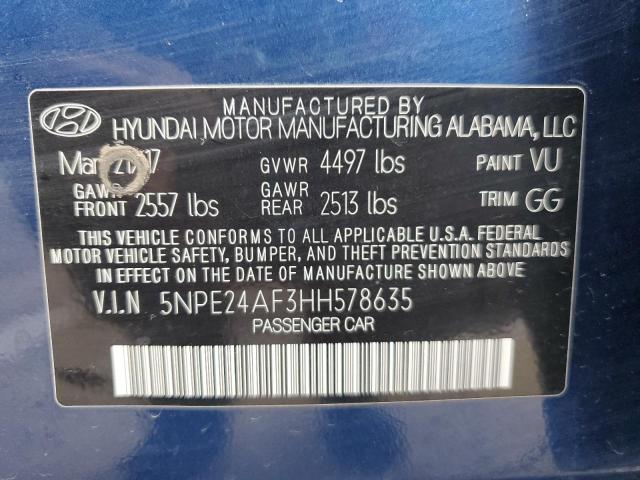 MANUFACTURED BY
HYUNDAI MOTOR MANUFACTURING ALABAMA, LLC
Mar 2017 GVWR 4497 lbs PAINT VU
GAWR FRONT 2557 lbs GAWR REAR 2513 lbs TRIM GG
THIS VEHICLE CONFORMS TO ALL APPLICABLE U.S.A. FEDERAL
MOTOR VEHICLE SAFETY, BUMPER, AND THEFT PREVENTION STANDARDS
IN EFFECT ON THE DATE OF MANUFACTURE SHOWN ABOVE.
V.I.N 5NPE24AF3HH578635
PASSENGER CAR